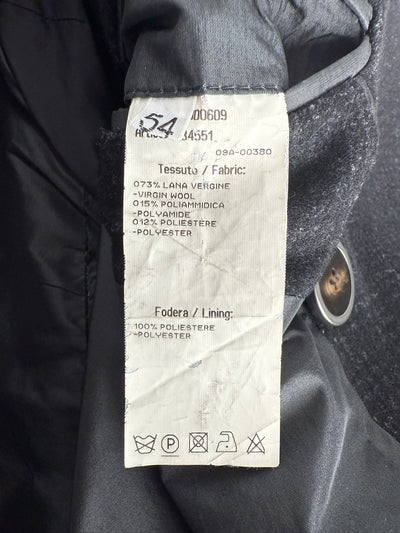 54
00609
34551
09A-00380
Tessuto / Fabric:
073% LANA VERGINE
-VIRGIN WOOL
015% POLIAMMIDICA
-POLYAMIDE
012% POLIESTERE
-POLYESTER
Fodera / Lining:
100% POLIESTERE
-POLYESTER
P